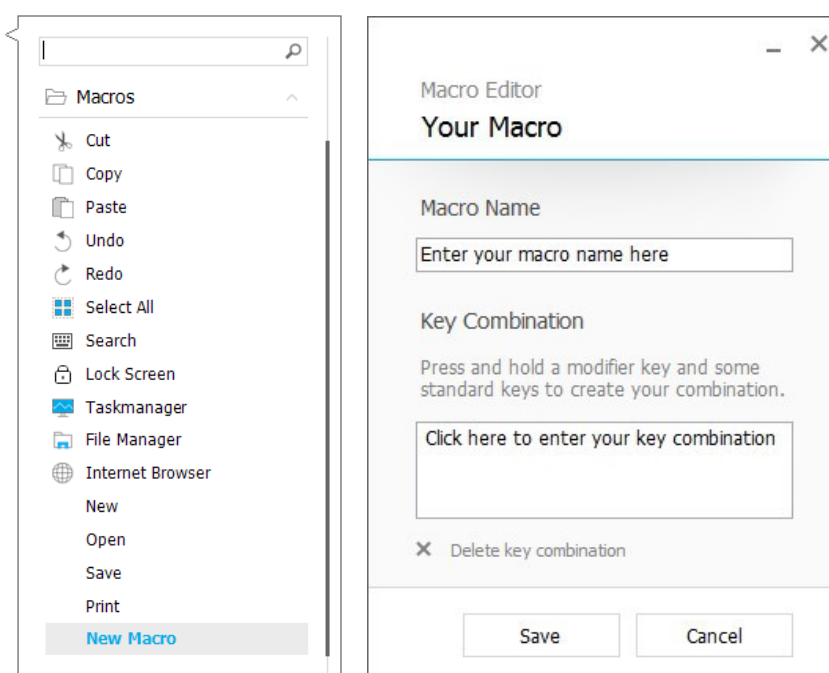 Macros
Cut
Copy
Paste
Undo
Redo
Select All
Search
Lock Screen
Taskmanager
File Manager
Internet Browser
New
Open
Save
Print
New Macro
Macro Editor
Your Macro
Macro Name
Enter your macro name here
Key Combination
Press and hold a modifier key and some
standard keys to create your combination.
Click here to enter your key combination
Delete key combination
Save
Cancel